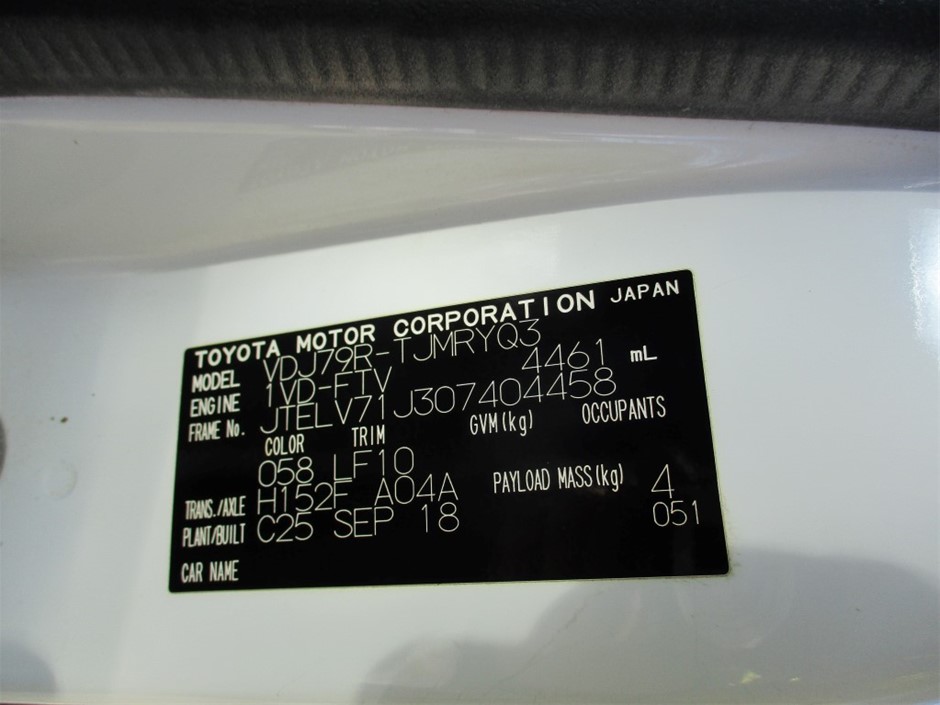 TOYOTA MOTOR CORPORATION JAPAN
MODEL VDJ79R-TJMRYQ3
ENGINE 1VD-FTV 4461 mL
FRAME No. JTELV71J307404458
COLOR TRIM GVM(kg) OCCUPANTS
058 LF10
TRANS./AXLE H152F A04A PAYLOAD MASS(kg) 4
PLANT/BUILT C25 SEP 18 051
CAR NAME